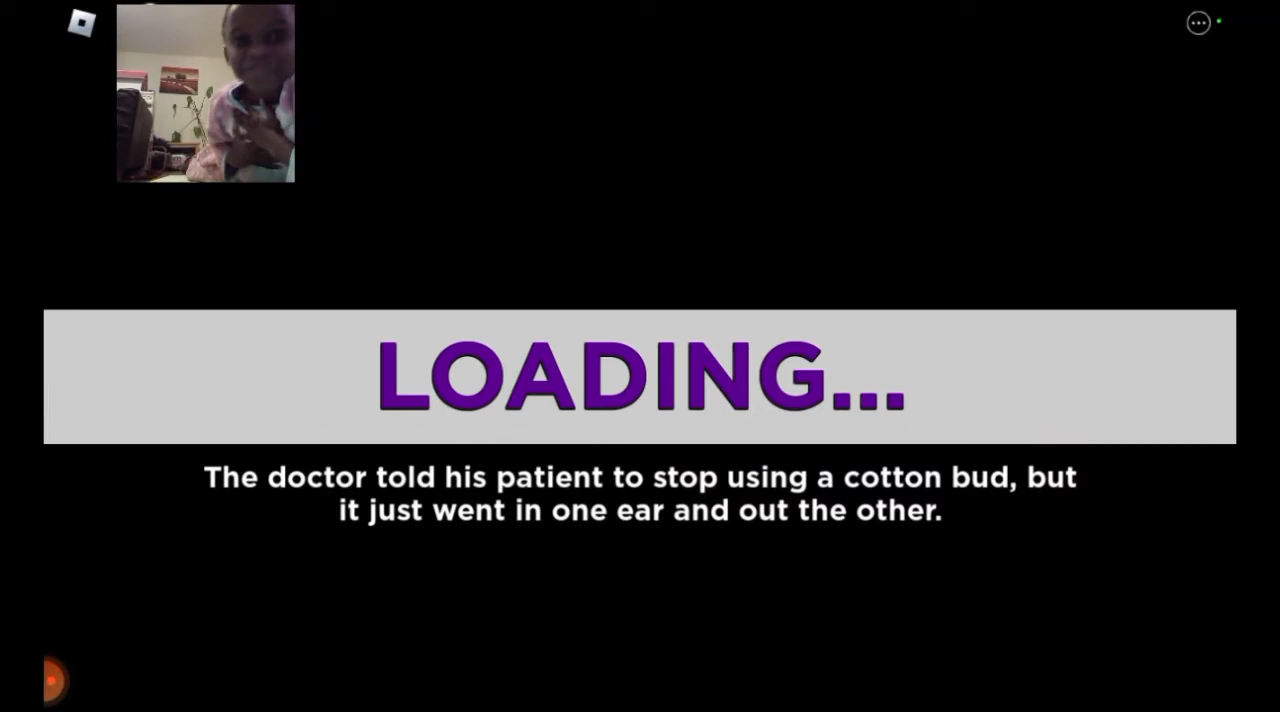 LOADING...
The doctor told his patient to stop using a cotton bud, but
it just went in one ear and out the other.